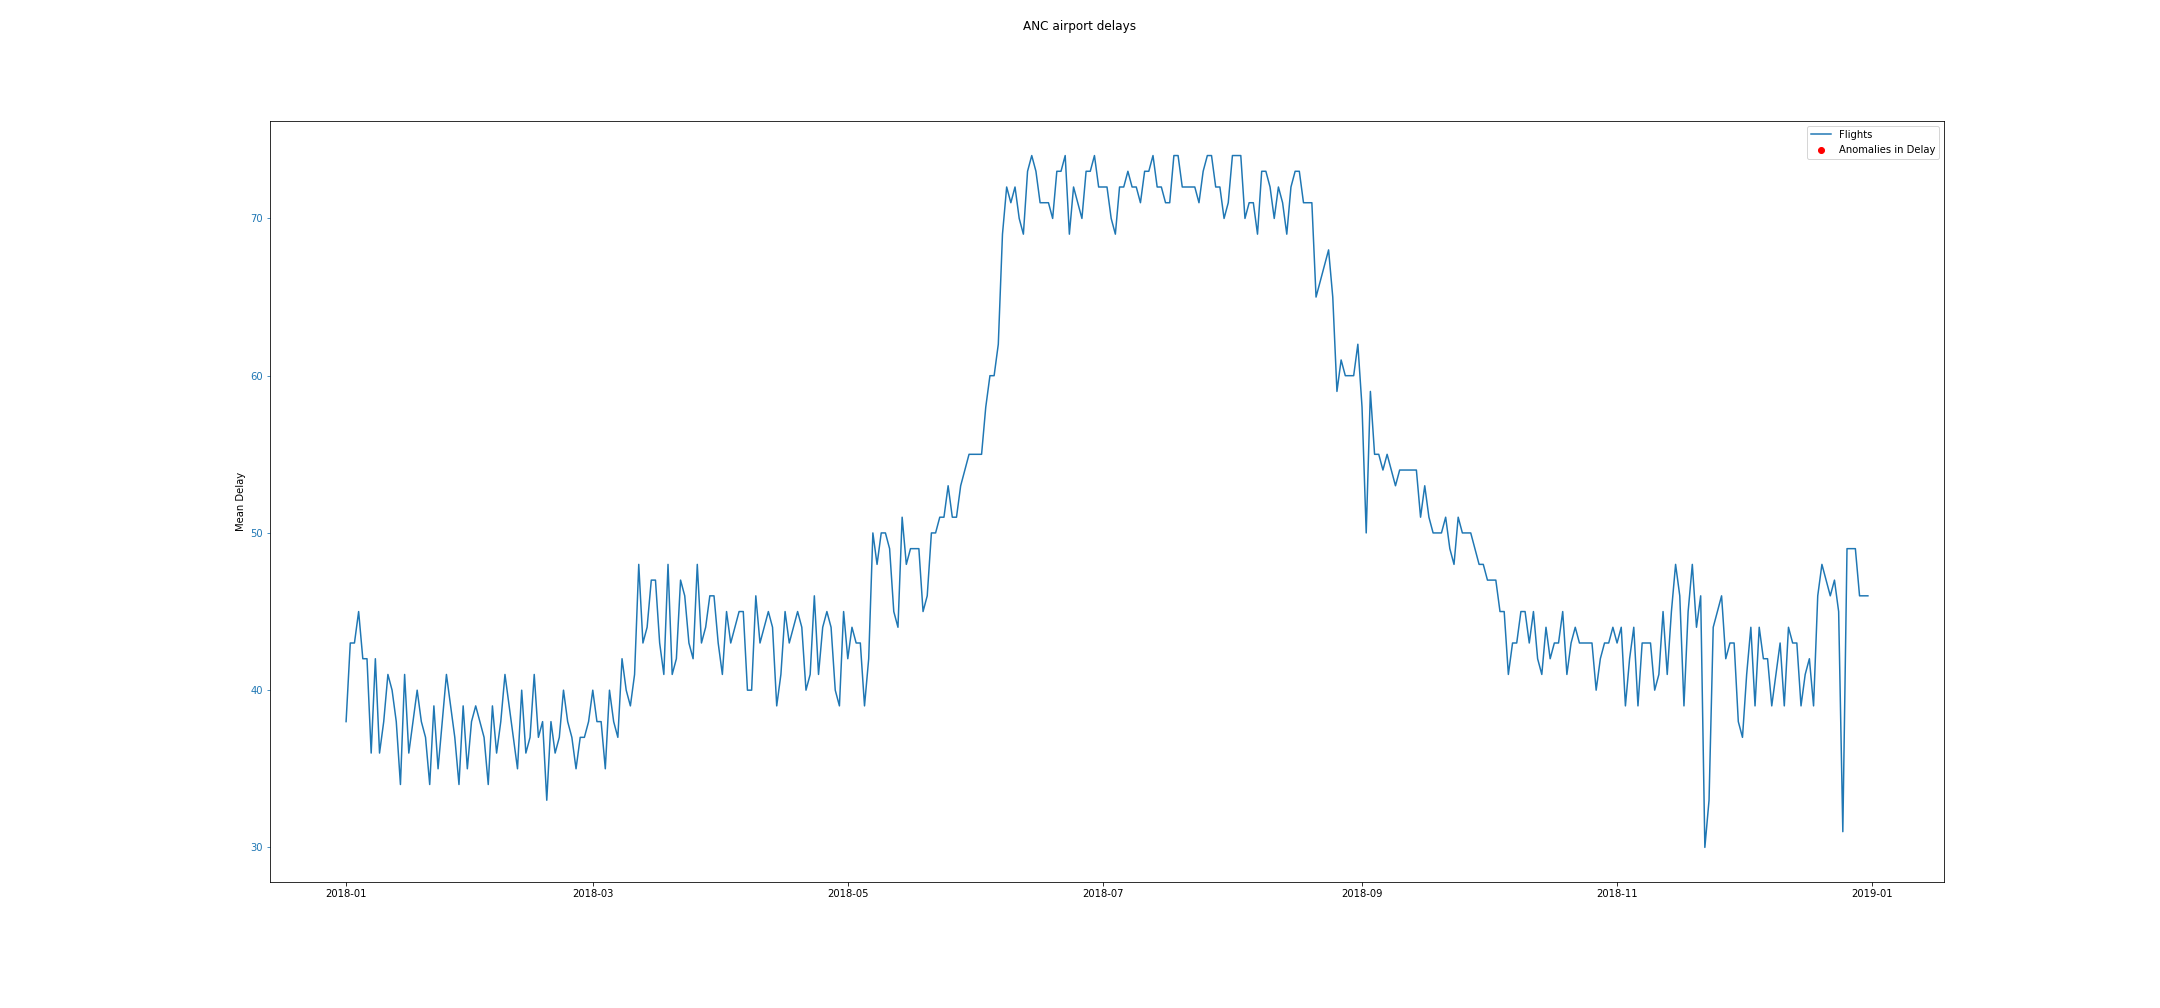 ANC airport delays
Flights
Anomalies in Delay
Mean Delay
70
60
50
40
30
2018-01 2018-03 2018-05 2018-07 2018-09 2018-11 2019-01